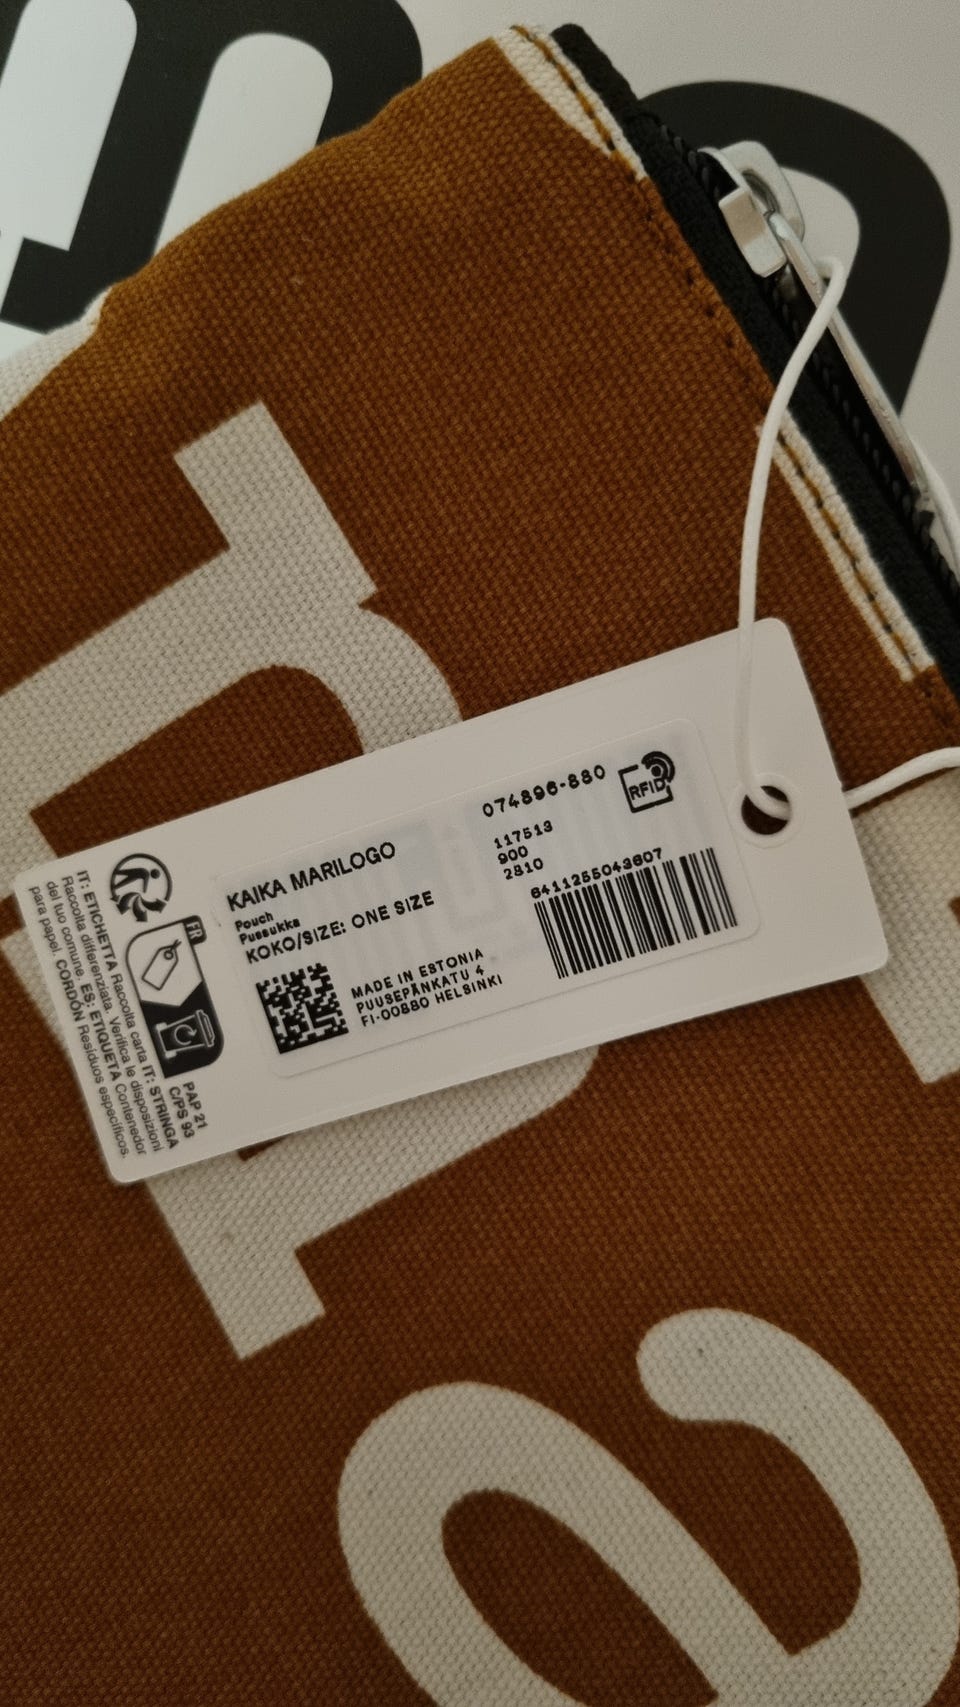 074896-880
RFID
KAIKA MARILOGO
117513
Pouch
900
Pussukka
2810
KOKO/SIZE: ONE SIZE
6411255043607
MADE IN ESTONIA
PUUSEPÄNKATU 4
FI-00880 HELSINKI
FR
PAP 21
C/PS 93
IT: ETICHETTA Raccolta carta IT: STRINGA
Raccolta differenziata. Verifica le disposizioni
del tuo comune. ES: ETIQUETA Contenedor
para papel. CORDÓN Residuos específicos.